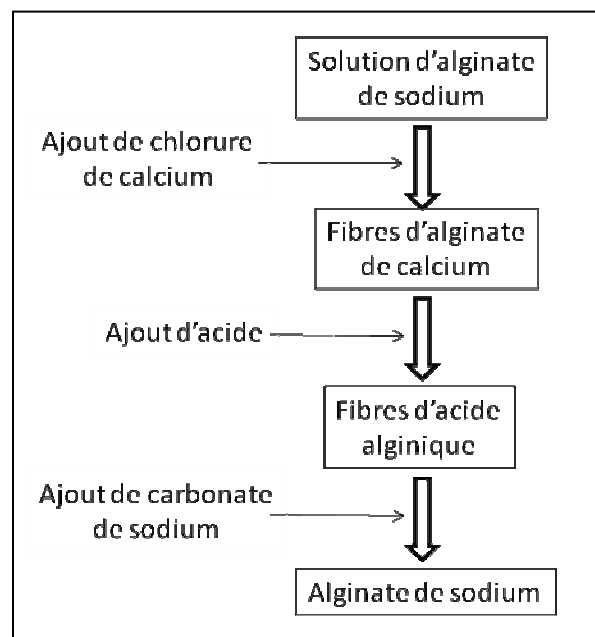 Solution d'alginate
de sodium
Ajout de chlorure
de calcium
Fibres d'alginate
de calcium
Ajout d'acide
Fibres d'acide
alginique
Ajout de carbonate
de sodium
Alginate de sodium